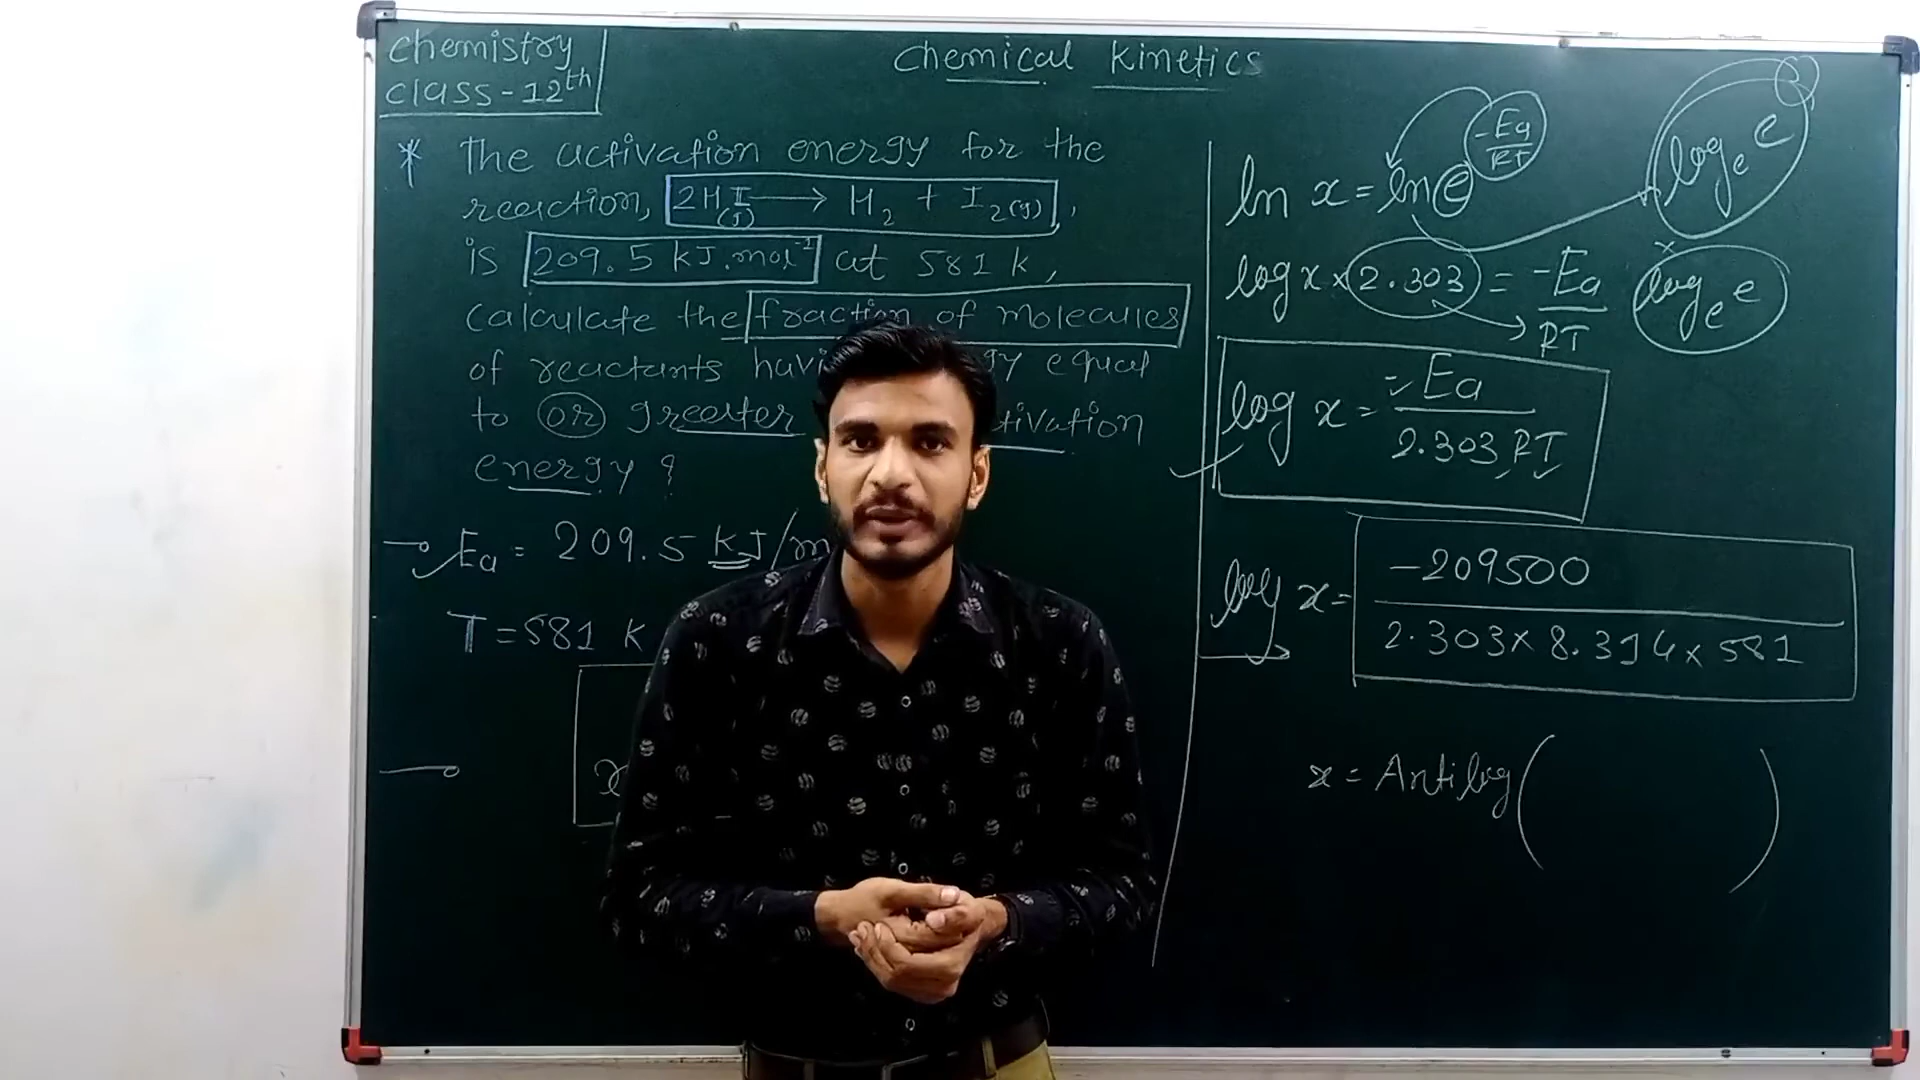 Chemistry
Class-12th
Chemical Kinetics
* The activation energy for the
reaction, 2HI(g) ⟶ H2 + I2(g),
is 209.5 kJ.mol⁻¹ at 581 K,
Calculate the fraction of molecules
of reactants equal
to or greater
energy ?
Ea = 209.5 kJ/m
T = 581 K
x
ln x = ln e^(-Ea/RT)
loge e
log x × 2.303 = -Ea/RT × loge e
log x = -Ea / 2.303 RT
log x = -209500 / 2.303 × 8.314 × 581
x = Antilog ( )